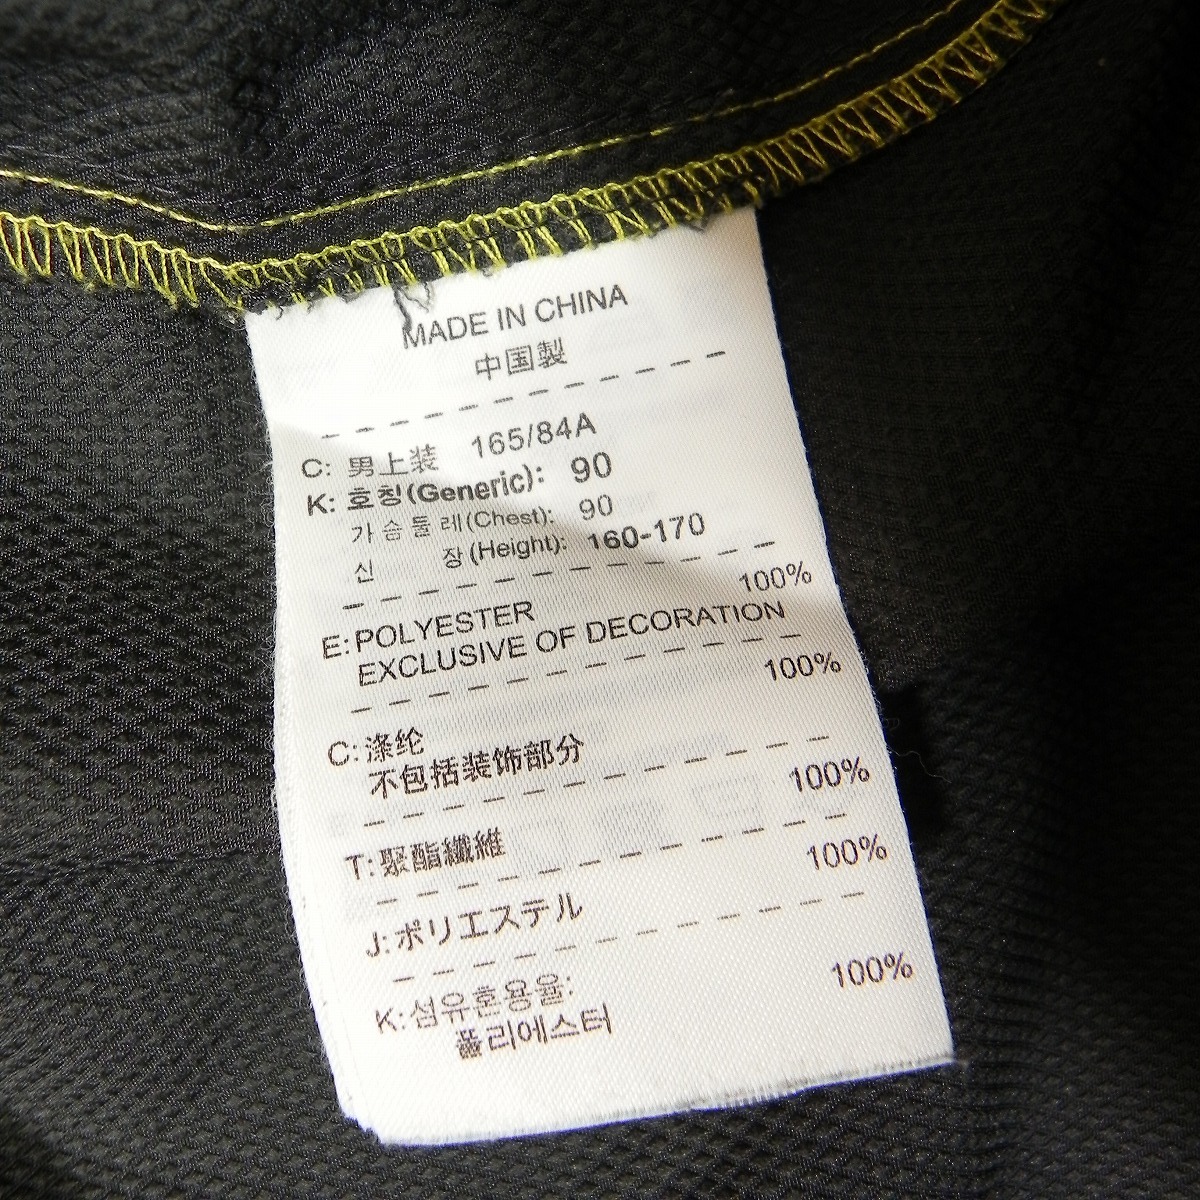 MADE IN CHINA
中国製
C: 男上装 165/84A
K: 호칭(Generic): 90
가슴둘레(Chest): 90
신 장(Height): 160-170
100%
E: POLYESTER
EXCLUSIVE OF DECORATION
100%
C: 涤纶
不包括装饰部分
100%
T: 聚酯纖維
100%
J: ポリエステル
100%
K: 섬유혼용율:
폴리에스터